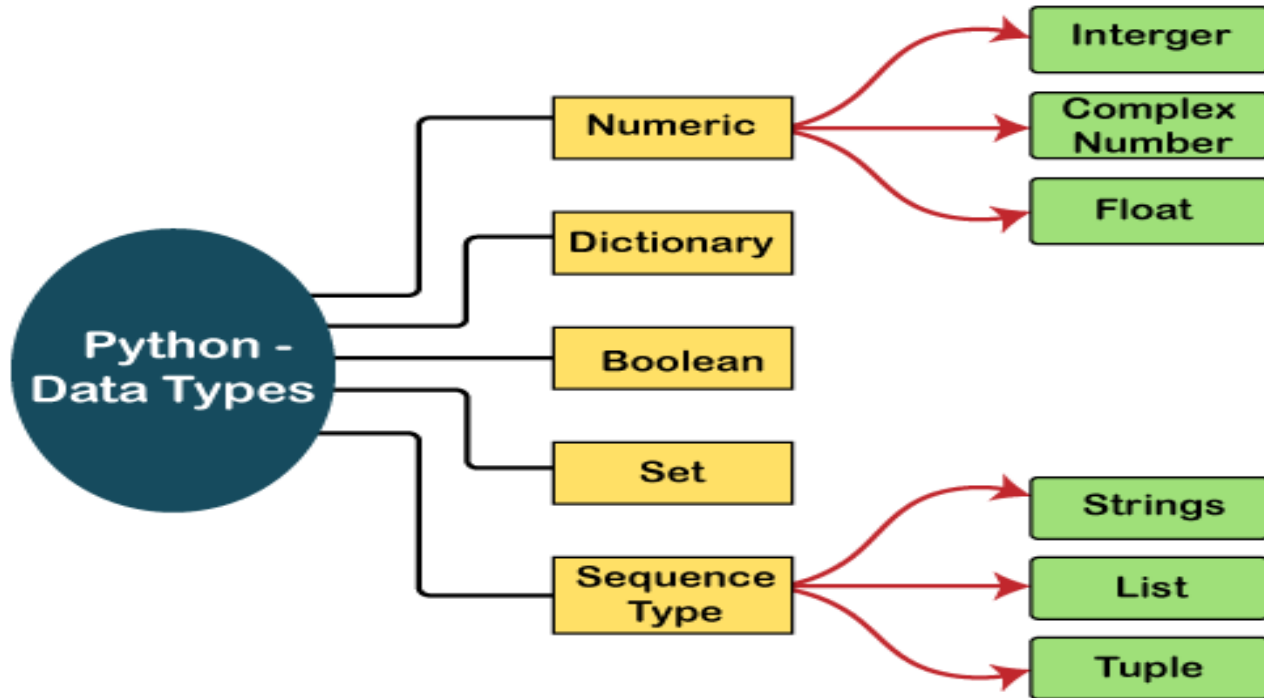 Python -
Data Types
Numeric
Dictionary
Boolean
Set
Sequence
Type
Interger
Complex
Number
Float
Strings
List
Tuple